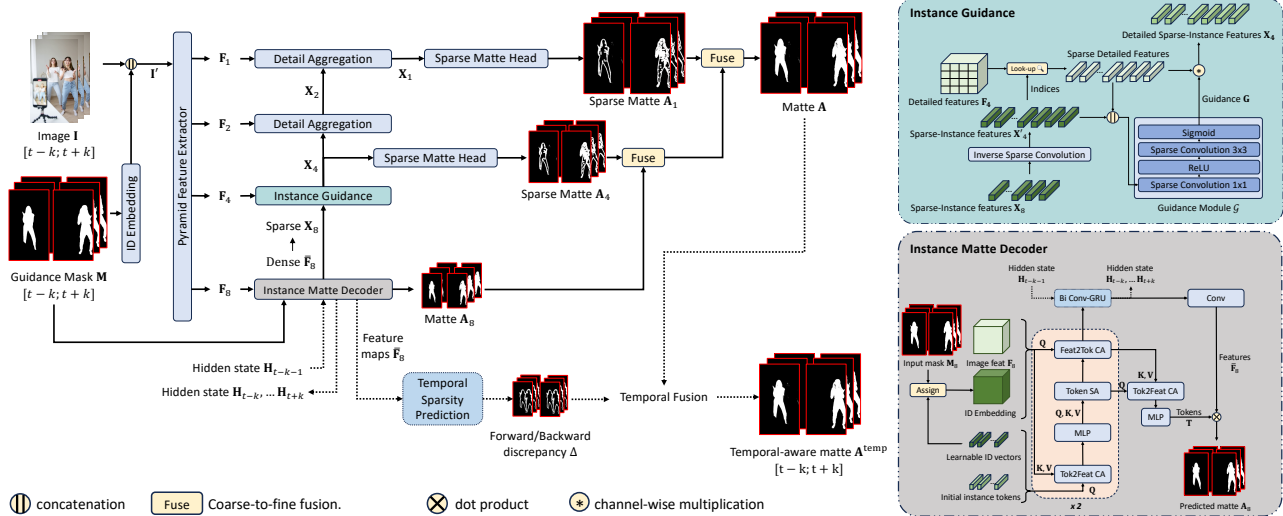 Image I
[t − k; t + k]
Guidance Mask M
[t − k; t + k]
ID Embedding
I′
Pyramid Feature Extractor
F1
F2
F4
F8
Detail Aggregation
X1
Sparse Matte Head
Sparse Matte A1
Fuse
Matte A
X2
Detail Aggregation
X4
Sparse Matte Head
Sparse Matte A4
Fuse
Instance Guidance
Sparse X8
Dense F̄8
Instance Matte Decoder
Matte A8
Feature
maps F̄8
Hidden state Ht−k−1
Hidden state Ht−k, … Ht+k
Temporal
Sparsity
Prediction
Forward/Backward
discrepancy Δ
Temporal Fusion
Temporal-aware matte Atemp
[t − k; t + k]
concatenation
Fuse
Coarse-to-fine fusion.
dot product
channel-wise multiplication
Instance Guidance
Detailed Sparse-Instance Features X4
Look-up
Sparse Detailed Features
Detailed features F4
Indices
Guidance G
Sparse-Instance features X′4
Inverse Sparse Convolution
Sparse-Instance features X8
Sigmoid
Sparse Convolution 3x3
ReLU
Sparse Convolution 1x1
Guidance Module 𝒢
Instance Matte Decoder
Hidden state
Ht−k−1
Hidden state
Ht−k, … Ht+k
Bi Conv-GRU
Conv
Input mask M8
Image feat F8
Q
Feat2Tok CA
K, V
Features
F̄8
Assign
ID Embedding
Token SA
Q
Tok2Feat CA
Q, K, V
MLP
Tokens
T
MLP
Learnable ID vectors
K, V
Tok2Feat CA
Initial instance tokens
Q
x 2
Predicted matte A8